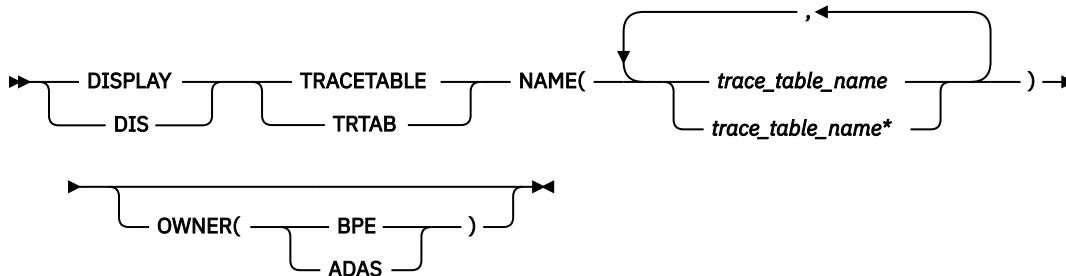 ,
DISPLAY TRACETABLE NAME( trace_table_name )
DIS TRTAB trace_table_name*
OWNER( BPE )
ADAS